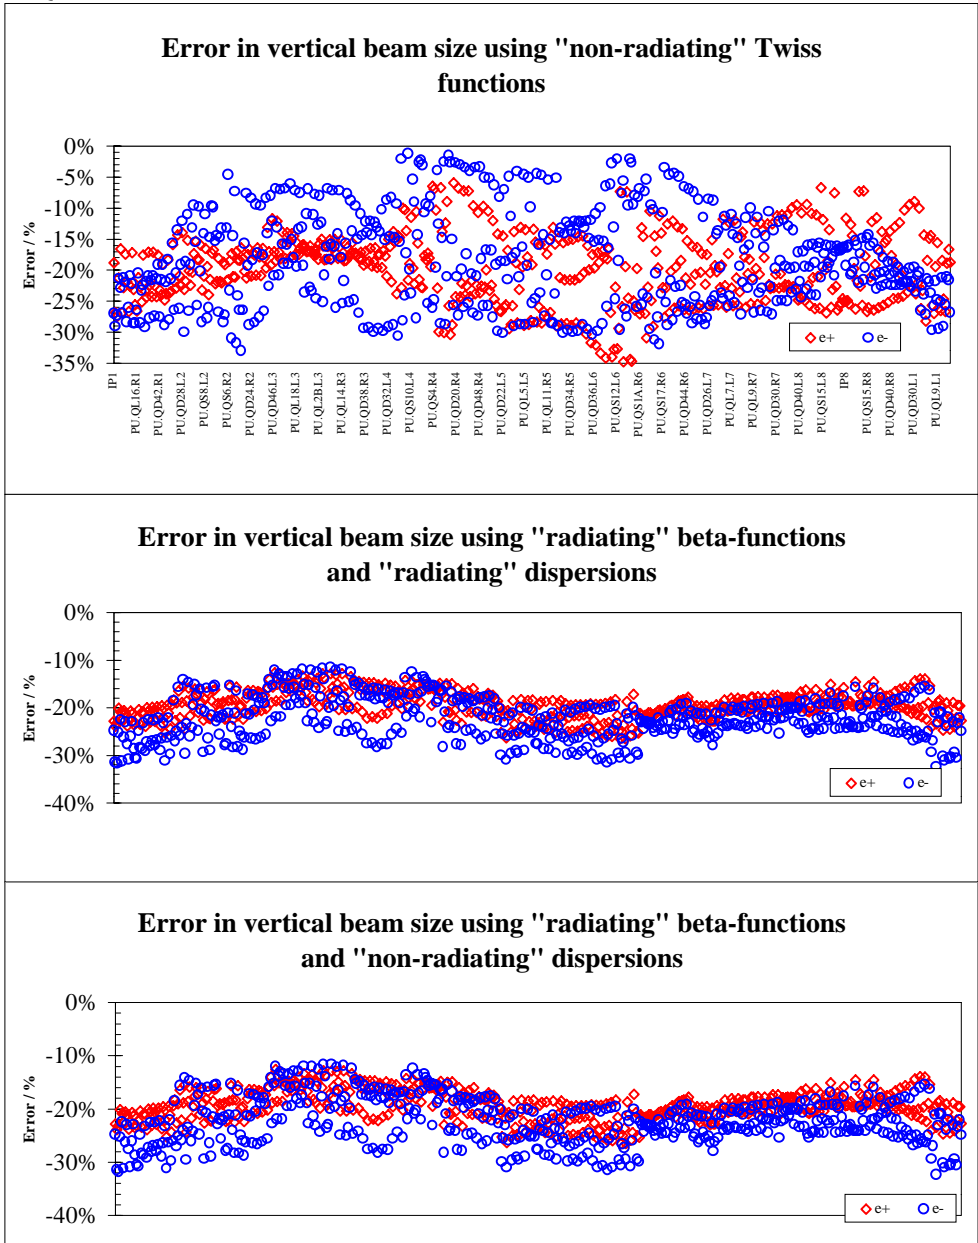 Error in vertical beam size using "non-radiating" Twiss
functions
0%
-5%
-10%
-15%
-20%
-25%
-30%
-35%
Error / %
e+
e-
IP1
PU.QL16.R1
PU.QD42.R1
PU.QD28.L2
PU.QS8.L2
PU.QS6.R2
PU.QD24.R2
PU.QD46.L3
PU.QL18.L3
PU.QL2B.L3
PU.QL14.R3
PU.QD38.R3
PU.QD32.L4
PU.QS10.L4
PU.QS4.R4
PU.QD20.R4
PU.QD48.R4
PU.QD22.L5
PU.QL5.L5
PU.QL11.R5
PU.QD34.R5
PU.QD36.L6
PU.QS12.L6
PU.QS1A.R6
PU.QS17.R6
PU.QD44.R6
PU.QD26.L7
PU.QL7.L7
PU.QL9.R7
PU.QD30.R7
PU.QD40.L8
PU.QS15.L8
IP8
PU.QS15.R8
PU.QD40.R8
PU.QD30.L1
PU.QL9.L1
Error in vertical beam size using "radiating" beta-functions
and "radiating" dispersions
0%
-10%
-20%
-30%
-40%
Error / %
e+
e-
Error in vertical beam size using "radiating" beta-functions
and "non-radiating" dispersions
0%
-10%
-20%
-30%
-40%
Error / %
e+
e-